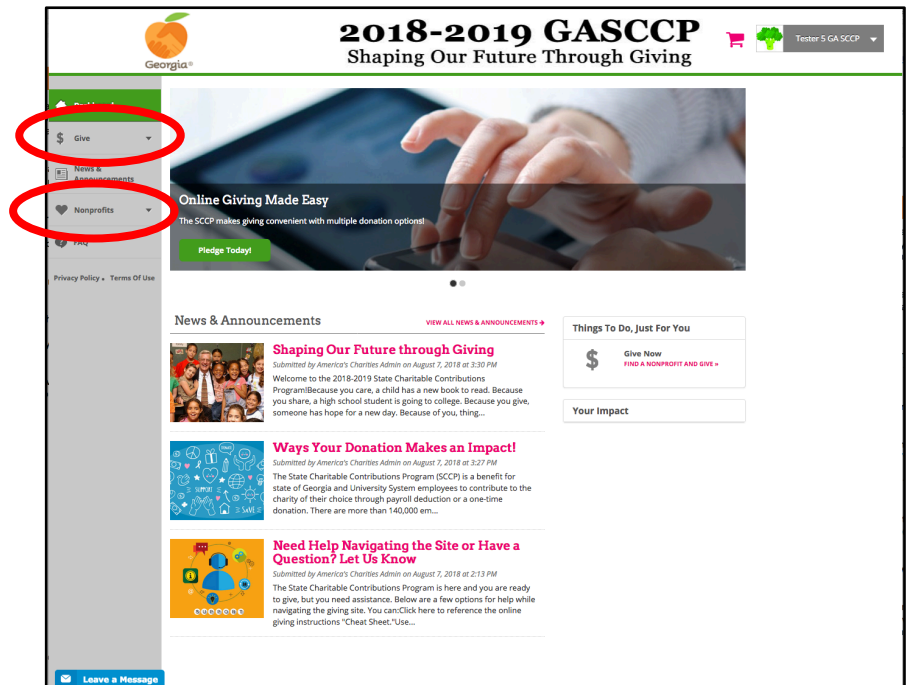 2018-2019 GASCCP
Shaping Our Future Through Giving
Georgia®
Tester 5 GA SCCP
Give
News &
Announcements
Nonprofits
FAQ
Privacy Policy • Terms Of Use
Online Giving Made Easy
The SCCP makes giving convenient with multiple donation options!
Pledge Today!
News & Announcements
VIEW ALL NEWS & ANNOUNCEMENTS →
Shaping Our Future through Giving
Submitted by America's Charities Admin on August 7, 2018 at 3:30 PM
Welcome to the 2018-2019 State Charitable Contributions
Program!Because you care, a child has a new book to read. Because
you share, a high school student is going to college. Because you give,
someone has hope for a new day. Because of you, thing...
Ways Your Donation Makes an Impact!
Submitted by America's Charities Admin on August 7, 2018 at 3:27 PM
The State Charitable Contributions Program (SCCP) is a benefit for
state of Georgia and University System employees to contribute to the
charity of their choice through payroll deduction or a one-time
donation. There are more than 140,000 em...
SUPPORT
SAVE
Need Help Navigating the Site or Have a
Question? Let Us Know
Submitted by America's Charities Admin on August 7, 2018 at 2:13 PM
The State Charitable Contributions Program is here and you are ready
to give, but you need assistance. Below are a few options for help while
navigating the giving site. You can:Click here to reference the online
giving instructions "Cheat Sheet."Use...
SUPPORT
Things To Do, Just For You
Give Now
FIND A NONPROFIT AND GIVE »
Your Impact
Leave a Message